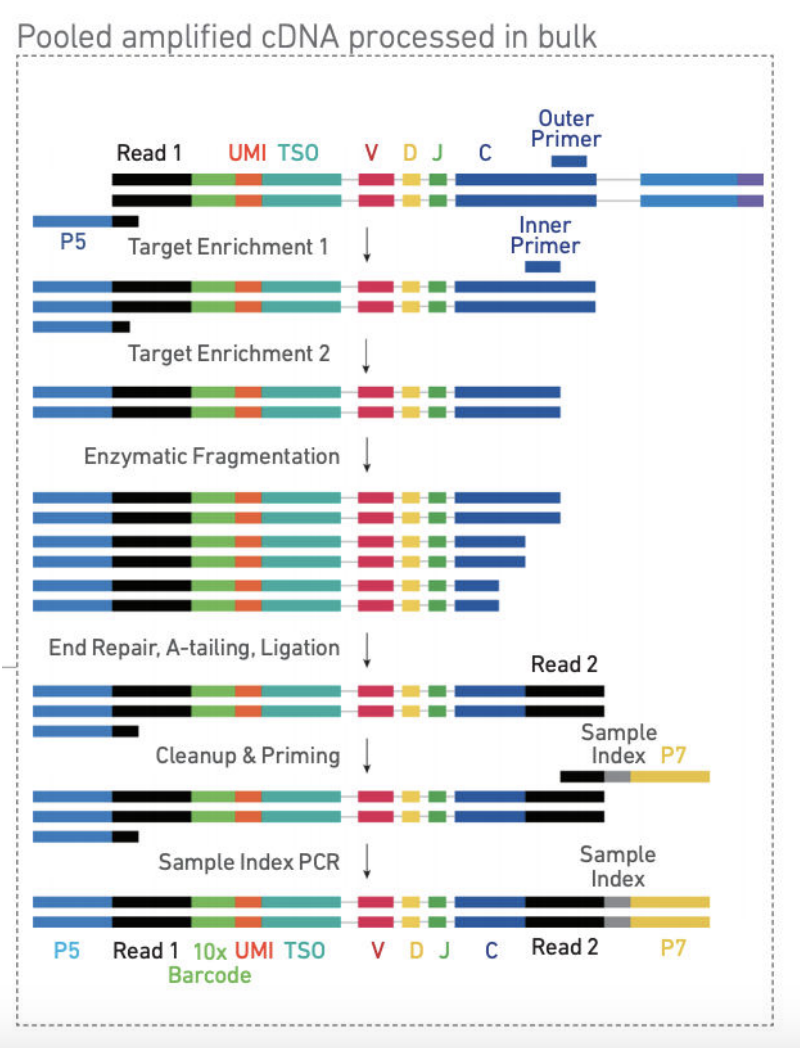 Pooled amplified cDNA processed in bulk
Outer
Primer
Read 1 UMI TSO V D J C
P5
Target Enrichment 1
Inner
Primer
Target Enrichment 2
Enzymatic Fragmentation
End Repair, A-tailing, Ligation
Read 2
Cleanup & Priming
Sample
Index P7
Sample Index PCR
Sample
Index
P5 Read 1 10x UMI TSO V D J C Read 2 P7
Barcode